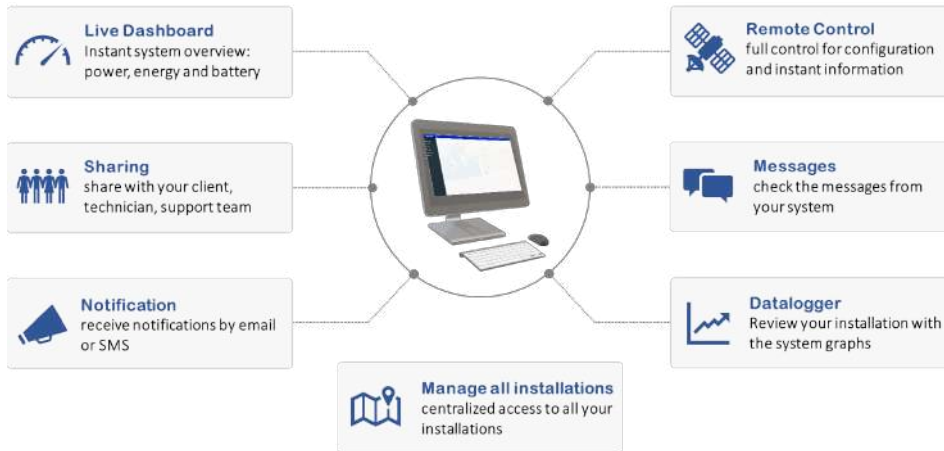 Live Dashboard
Instant system overview:
power, energy and battery
Sharing
share with your client,
technician, support team
Notification
receive notifications by email
or SMS
Remote Control
full control for configuration
and instant information
Messages
check the messages from
your system
Datalogger
Review your installation with
the system graphs
Manage all installations
centralized access to all your
installations